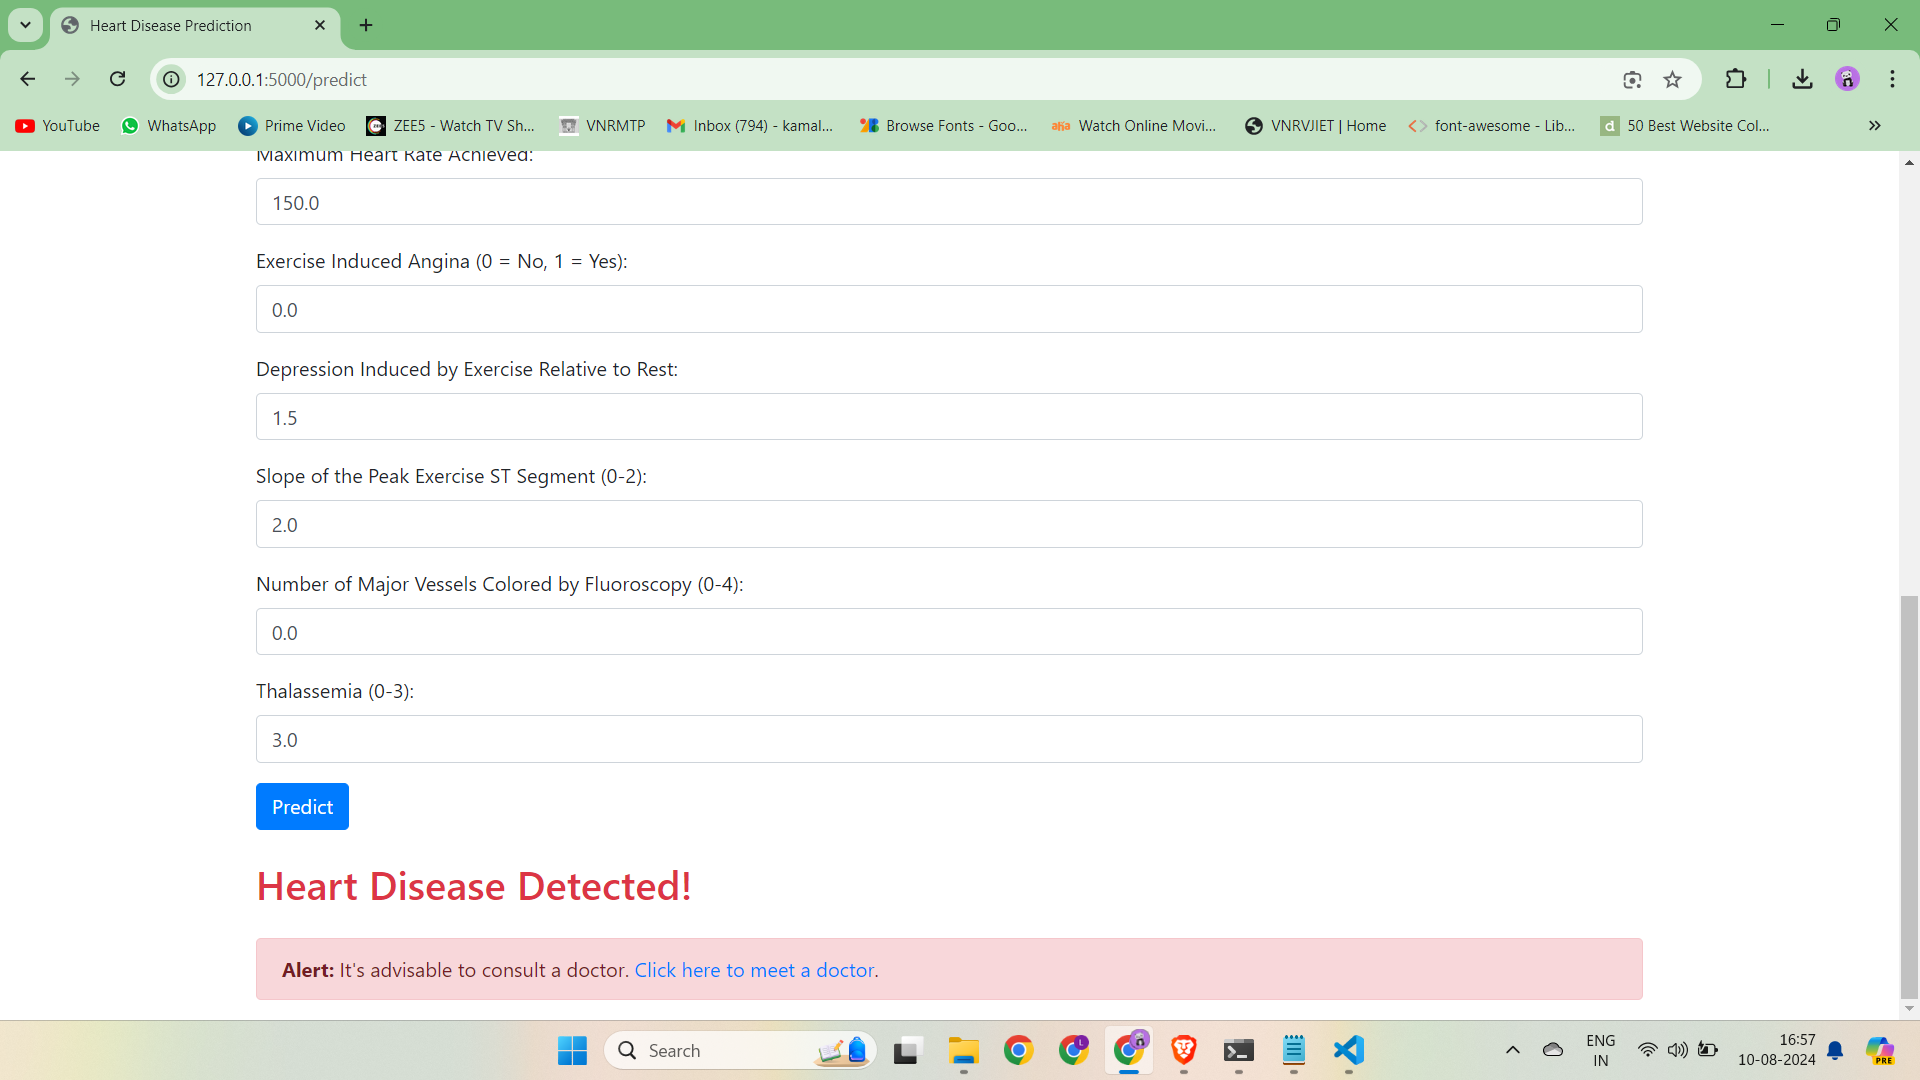 Heart Disease Prediction
127.0.0.1:5000/predict
YouTube
WhatsApp
Prime Video
ZEE5 - Watch TV Sh...
VNRMTP
Inbox (794) - kamal...
Browse Fonts - Goo...
aha
Watch Online Movi...
VNRVJIET | Home
font-awesome - Lib...
d
50 Best Website Col...
Maximum Heart Rate Achieved:
150.0
Exercise Induced Angina (0 = No, 1 = Yes):
0.0
Depression Induced by Exercise Relative to Rest:
1.5
Slope of the Peak Exercise ST Segment (0-2):
2.0
Number of Major Vessels Colored by Fluoroscopy (0-4):
0.0
Thalassemia (0-3):
3.0
Predict
Heart Disease Detected!
Alert: It's advisable to consult a doctor. Click here to meet a doctor.
Search
L
ENG
IN
16:57
10-08-2024
PRE